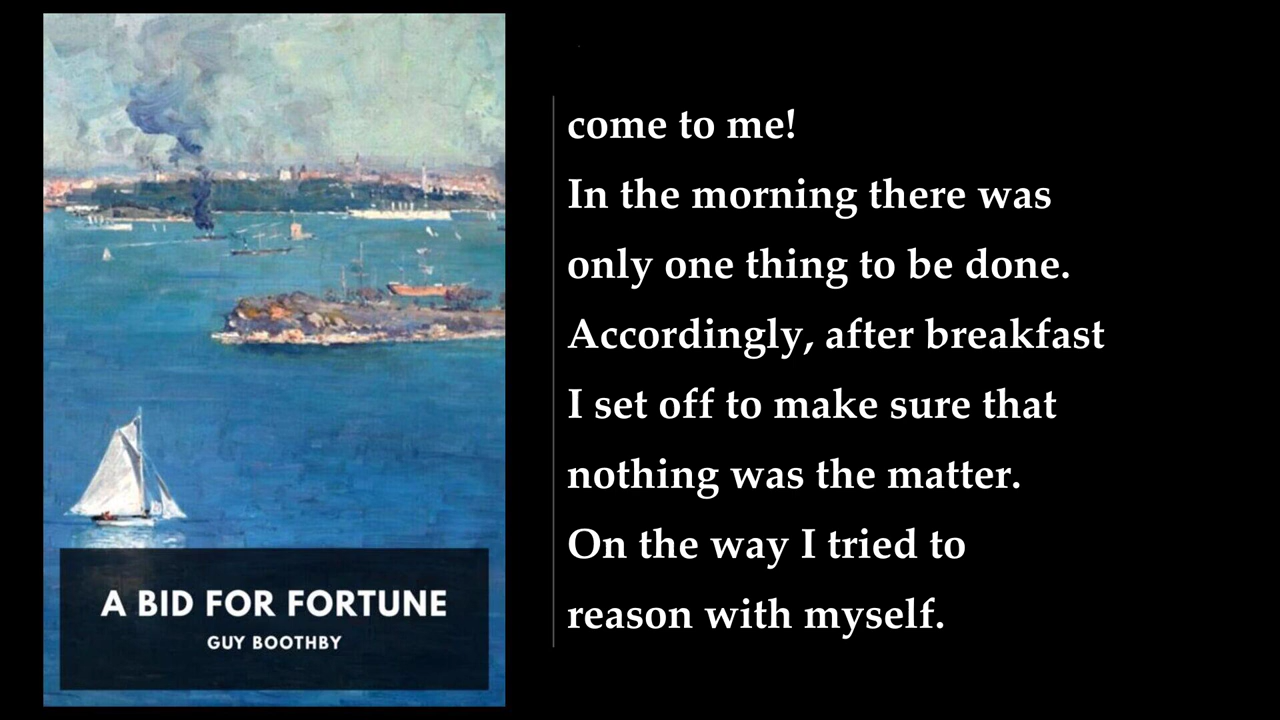 A BID FOR FORTUNE
GUY BOOTHBY
come to me!
In the morning there was
only one thing to be done.
Accordingly, after breakfast
I set off to make sure that
nothing was the matter.
On the way I tried to
reason with myself.